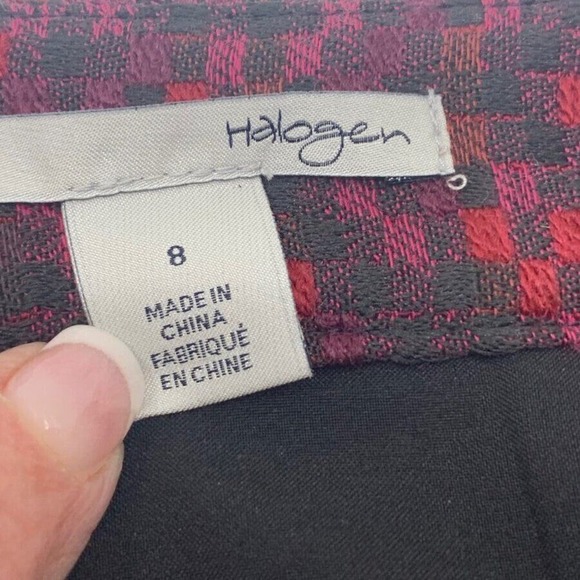 Halogen
8
MADE IN
CHINA
FABRIQUÉ
EN CHINE